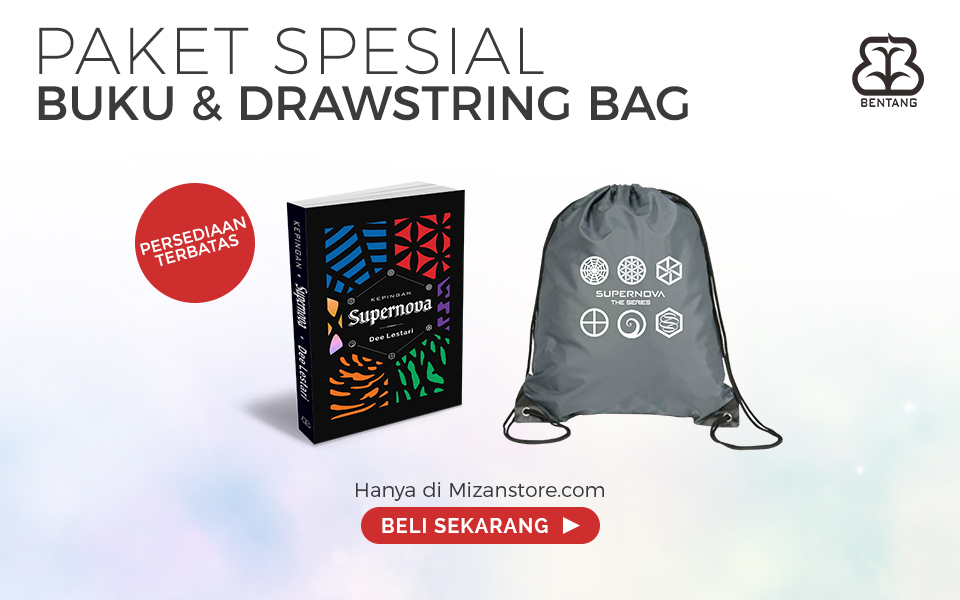 PAKET SPESIAL
BUKU & DRAWSTRING BAG
BENTANG
PERSEDIAAN
TERBATAS
KEPINGAN Supernova Dee Lestari
KEPINGAN
Supernova
Dee Lestari
SUPERNOVA
THE SERIES
Hanya di Mizanstore.com
BELI SEKARANG